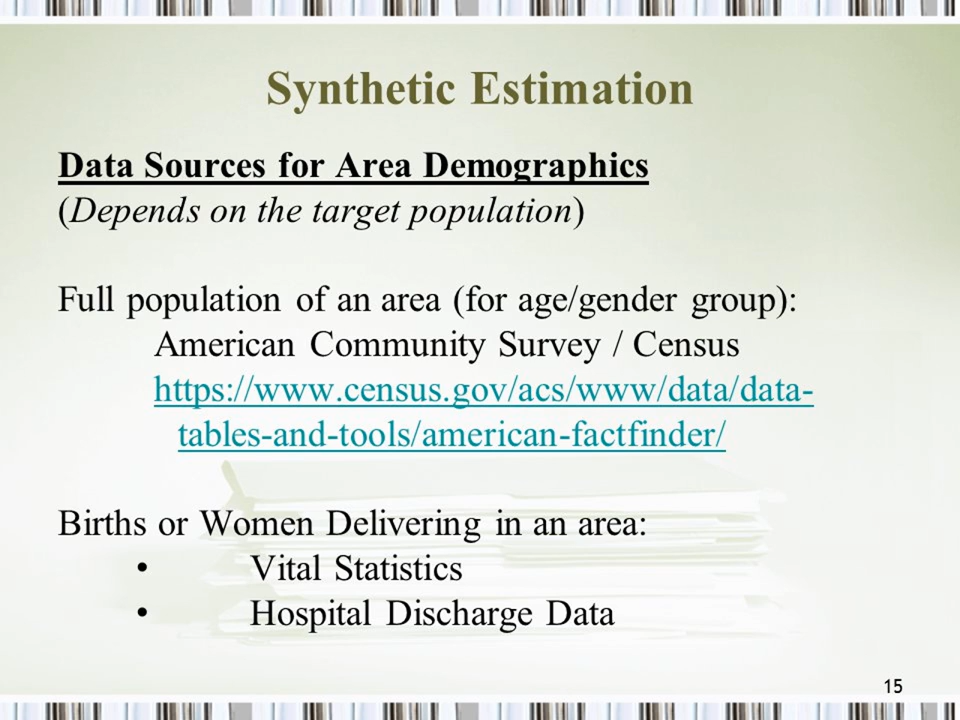 Synthetic Estimation
Data Sources for Area Demographics
(Depends on the target population)
Full population of an area (for age/gender group):
American Community Survey / Census
https://www.census.gov/acs/www/data/data-
tables-and-tools/american-factfinder/
Births or Women Delivering in an area:
• Vital Statistics
• Hospital Discharge Data
15